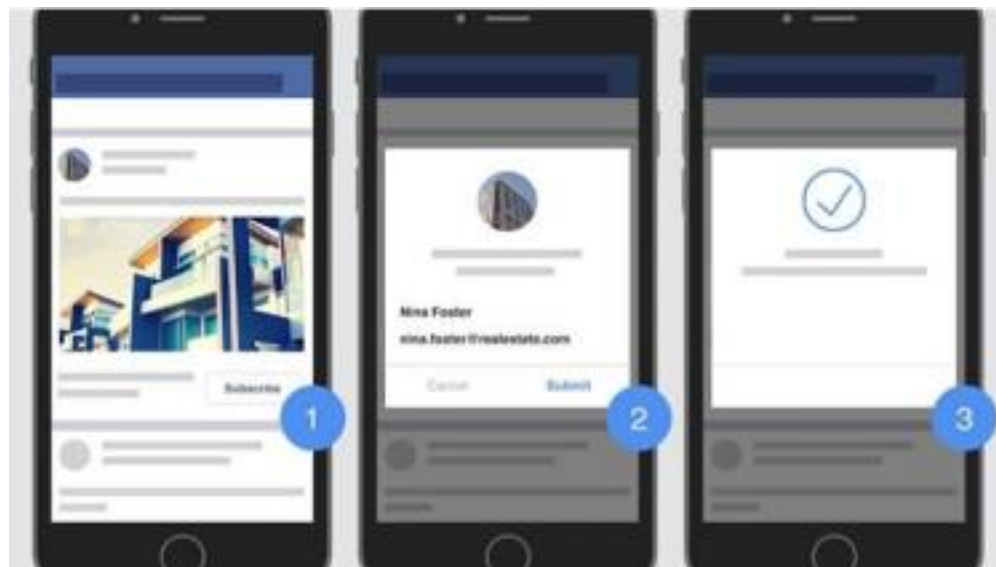 Subscribe
1
Nina Foster
nina.foster@realestate.com
Cancel
Submit
2
3